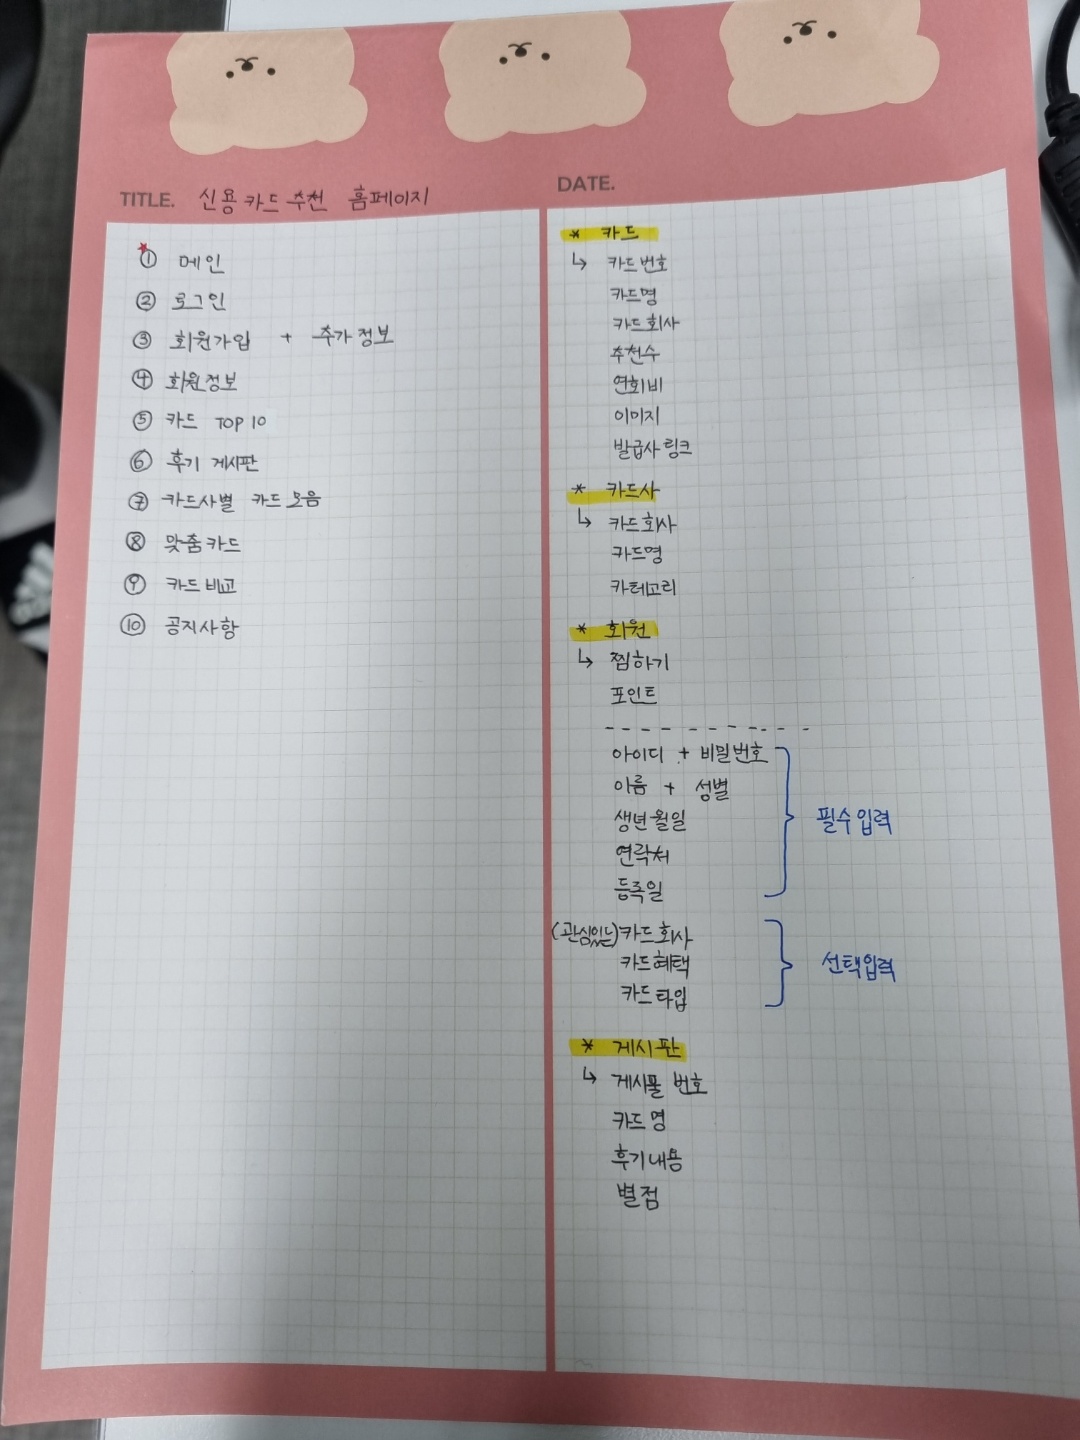 TITLE. 신용카드 추천 홈페이지
① 메인
② 로그인
③ 회원가입 + 추가정보
④ 회원정보
⑤ 카드 TOP 10
⑥ 후기 게시판
⑦ 카드사별 카드 모음
⑧ 맞춤카드
⑨ 카드 비교
⑩ 공지사항
DATE.
* 카드
↳ 카드번호
카드명
카드회사
추천수
연회비
이미지
발급사 링크
* 카드사
↳ 카드회사
카드명
카테고리
* 회원
↳ 찜하기
포인트
아이디 + 비밀번호
이름 + 성별
생년월일
연락처
등록일
필수입력
(관심있는)카드회사
카드혜택
카드타입
선택입력
* 게시판
↳ 게시물 번호
카드명
후기내용
별점